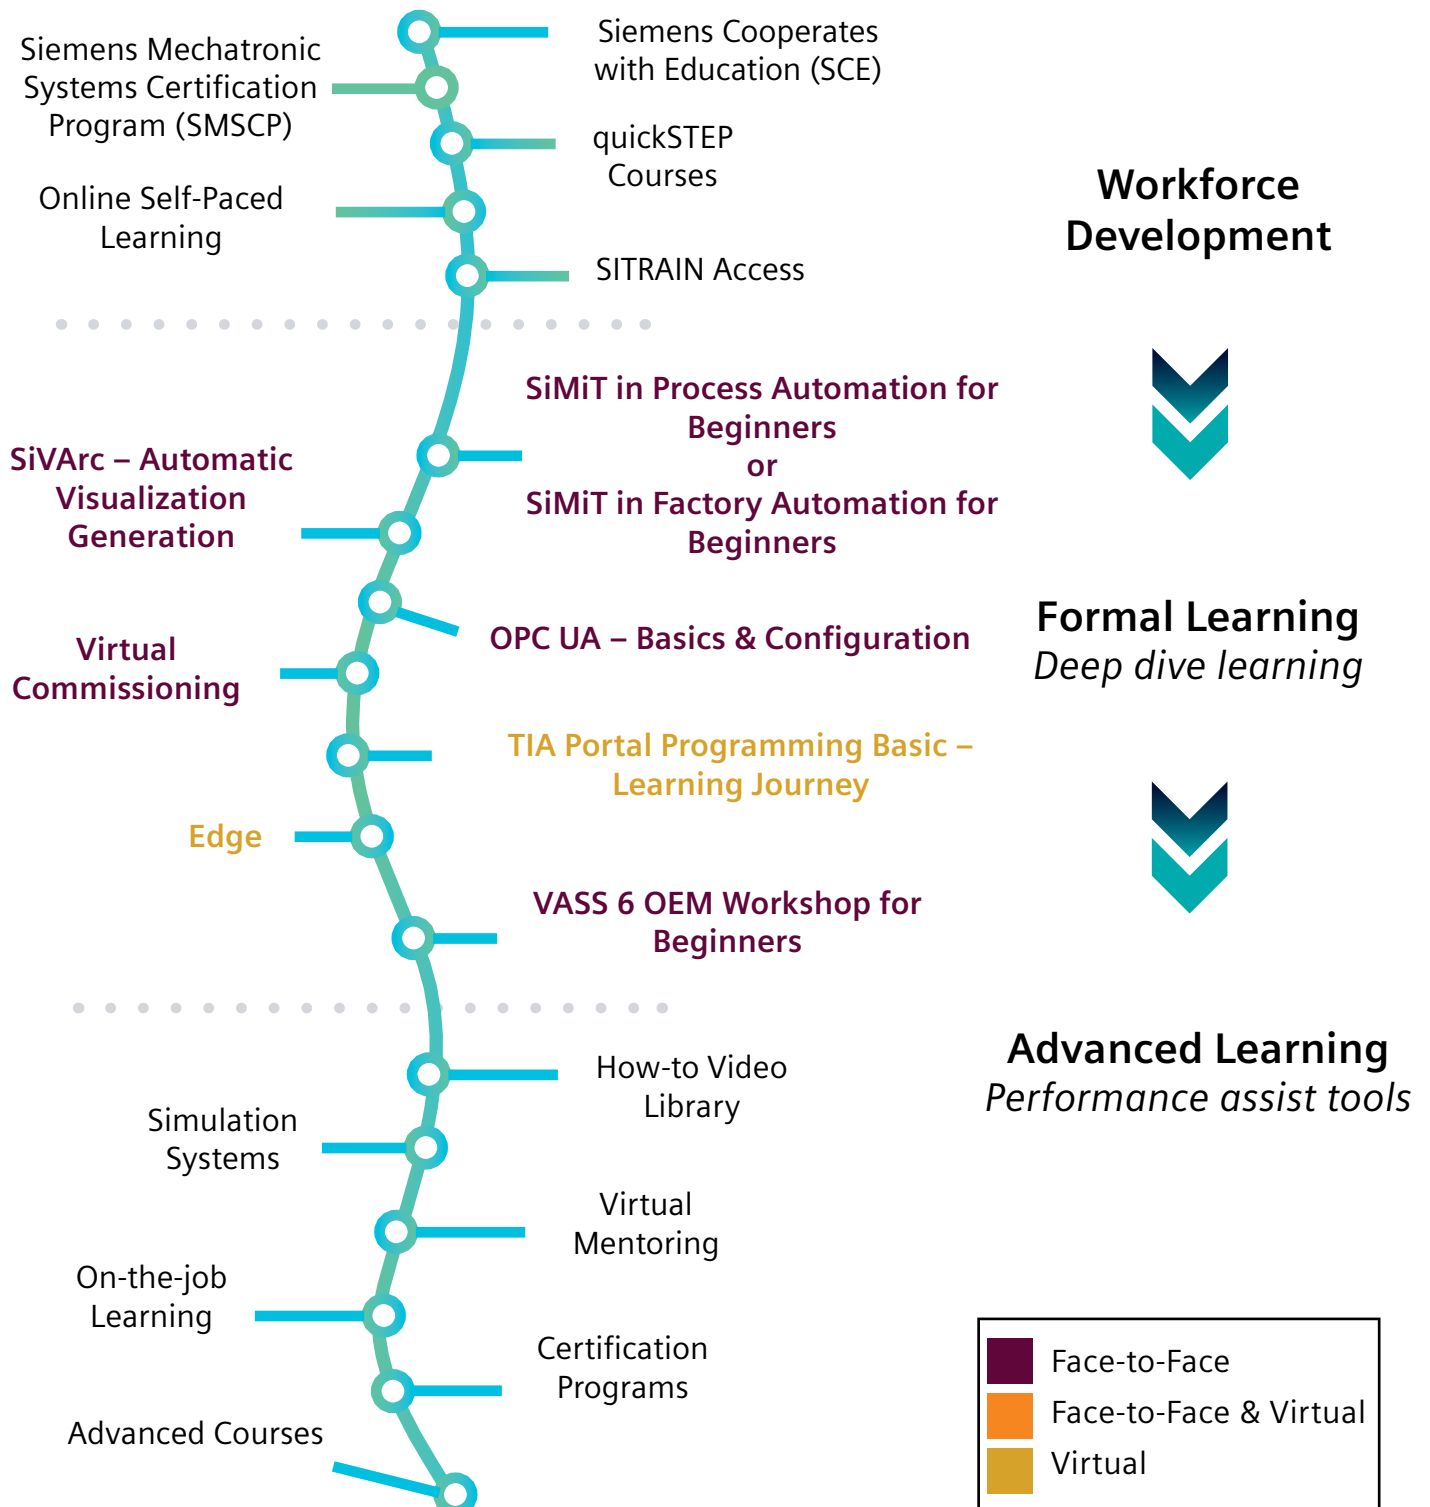 Siemens Cooperates
with Education (SCE)
Siemens Mechatronic
Systems Certification
Program (SMSCP)
quickSTEP
Courses
Online Self-Paced
Learning
SITRAIN Access
Workforce
Development
SiMiT in Process Automation for
Beginners
or
SiMiT in Factory Automation for
Beginners
SiVArc – Automatic
Visualization
Generation
OPC UA – Basics & Configuration
Virtual
Commissioning
TIA Portal Programming Basic –
Learning Journey
Edge
VASS 6 OEM Workshop for
Beginners
Formal Learning
Deep dive learning
How-to Video
Library
Simulation
Systems
Virtual
Mentoring
On-the-job
Learning
Certification
Programs
Advanced Courses
Advanced Learning
Performance assist tools
Face-to-Face
Face-to-Face & Virtual
Virtual